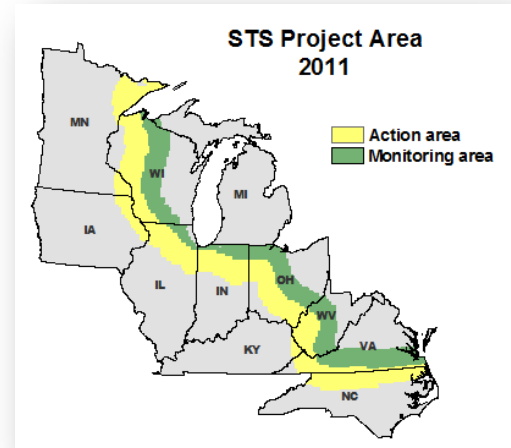 STS Project Area
2011
Action area
Monitoring area
MN
WI
MI
IA
IL
IN
OH
WV
KY
VA
NC